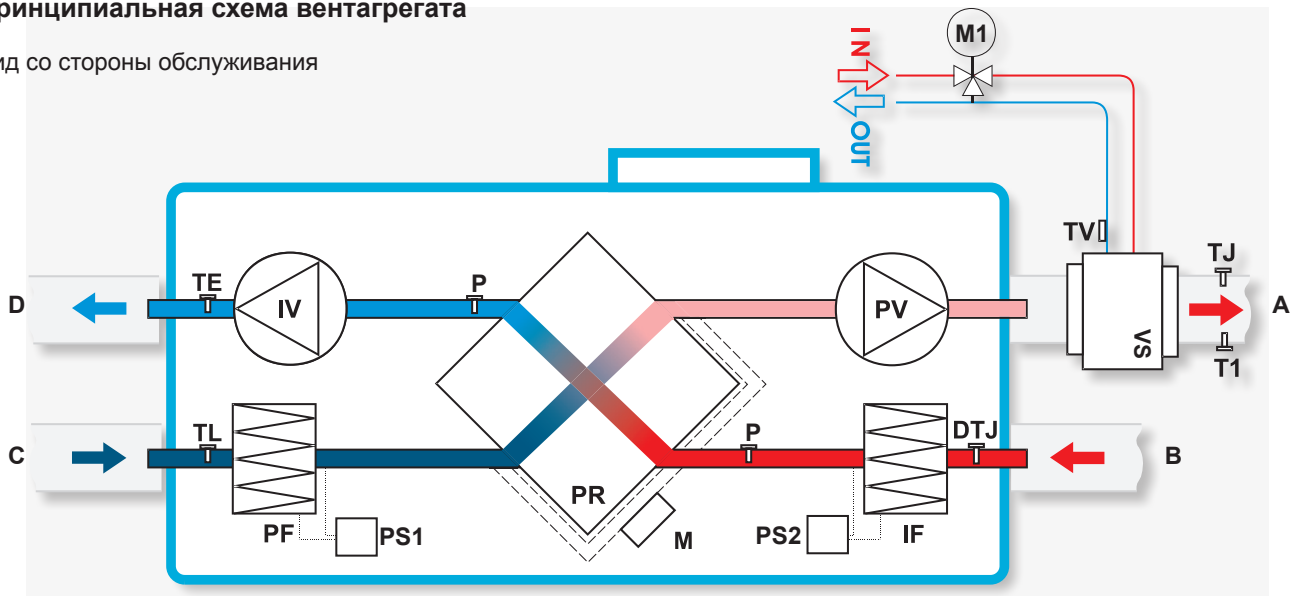 ринципиальная схема вентагрегата
ид со стороны обслуживания
M1
IN
OUT
TV
TJ
TE
P
D
IV
PV
A
VS
T1
TL
P
DTJ
C
B
PR
PF
PS1
M
PS2
IF